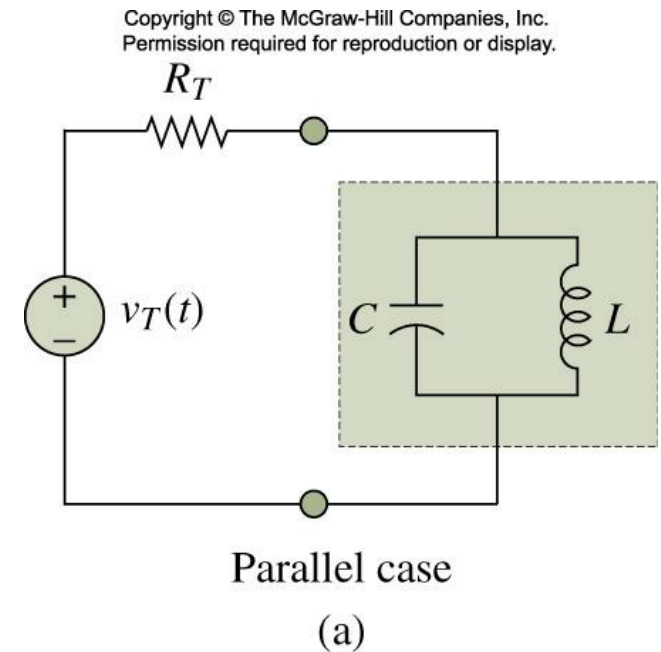 Copyright © The McGraw-Hill Companies, Inc.
Permission required for reproduction or display.
R_T
+
−
v_T(t)
C
L
Parallel case
(a)